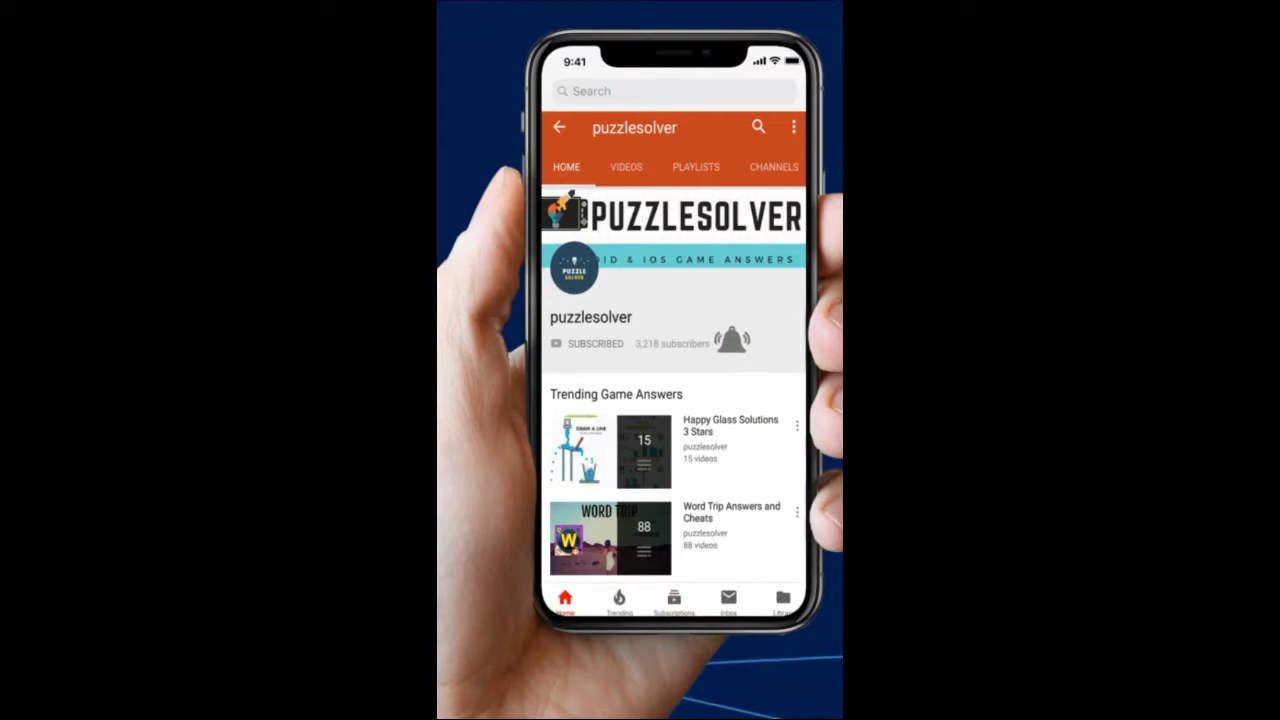 9:41
Search
puzzlesolver
HOME VIDEOS PLAYLISTS CHANNELS
PUZZLESOLVER
ID & IOS GAME ANSWERS
PUZZLE
SOLVER
puzzlesolver
SUBSCRIBED 3,218 subscribers
Trending Game Answers
DRAW A LINE
15
Happy Glass Solutions
3 Stars
puzzlesolver
15 videos
WORD TRIP
W
88
Word Trip Answers and
Cheats
puzzlesolver
88 videos
Home Trending Subscriptions Inbox